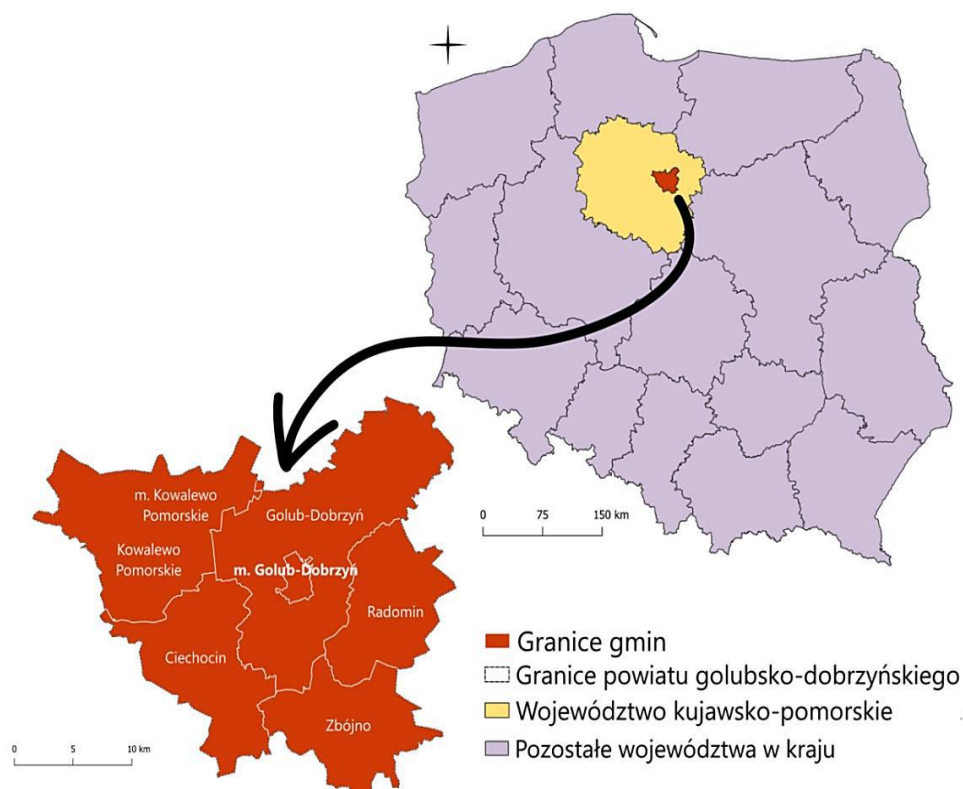 m. Kowalewo
Pomorskie
Golub-Dobrzyń
Kowalewo
Pomorskie
m. Golub-Dobrzyń
Radomin
Ciechocin
Zbójno
0 5 10 km
0 75 150 km
Granice gmin
Granice powiatu golubsko-dobrzyńskiego
Województwo kujawsko-pomorskie
Pozostałe województwa w kraju